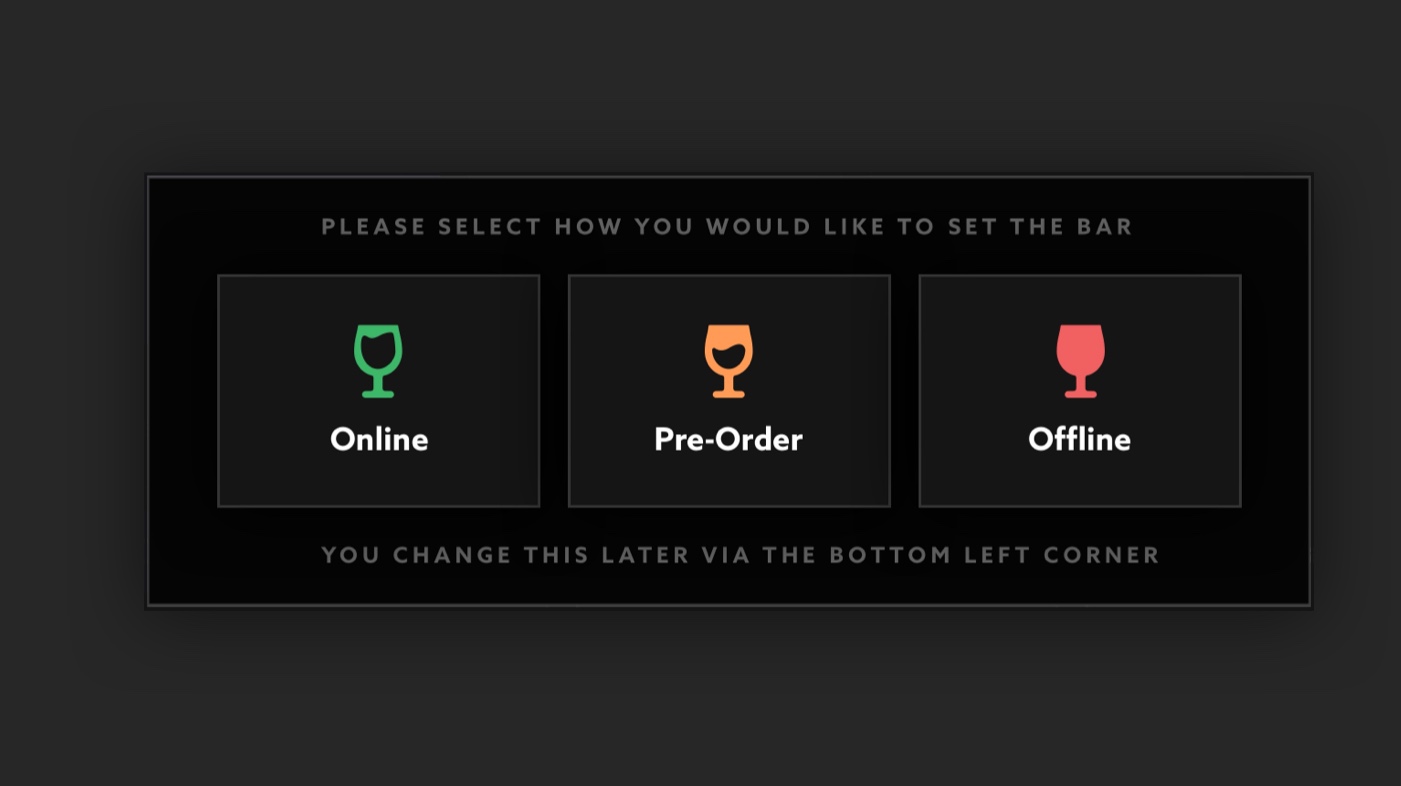 PLEASE SELECT HOW YOU WOULD LIKE TO SET THE BAR
Online
Pre-Order
Offline
YOU CHANGE THIS LATER VIA THE BOTTOM LEFT CORNER